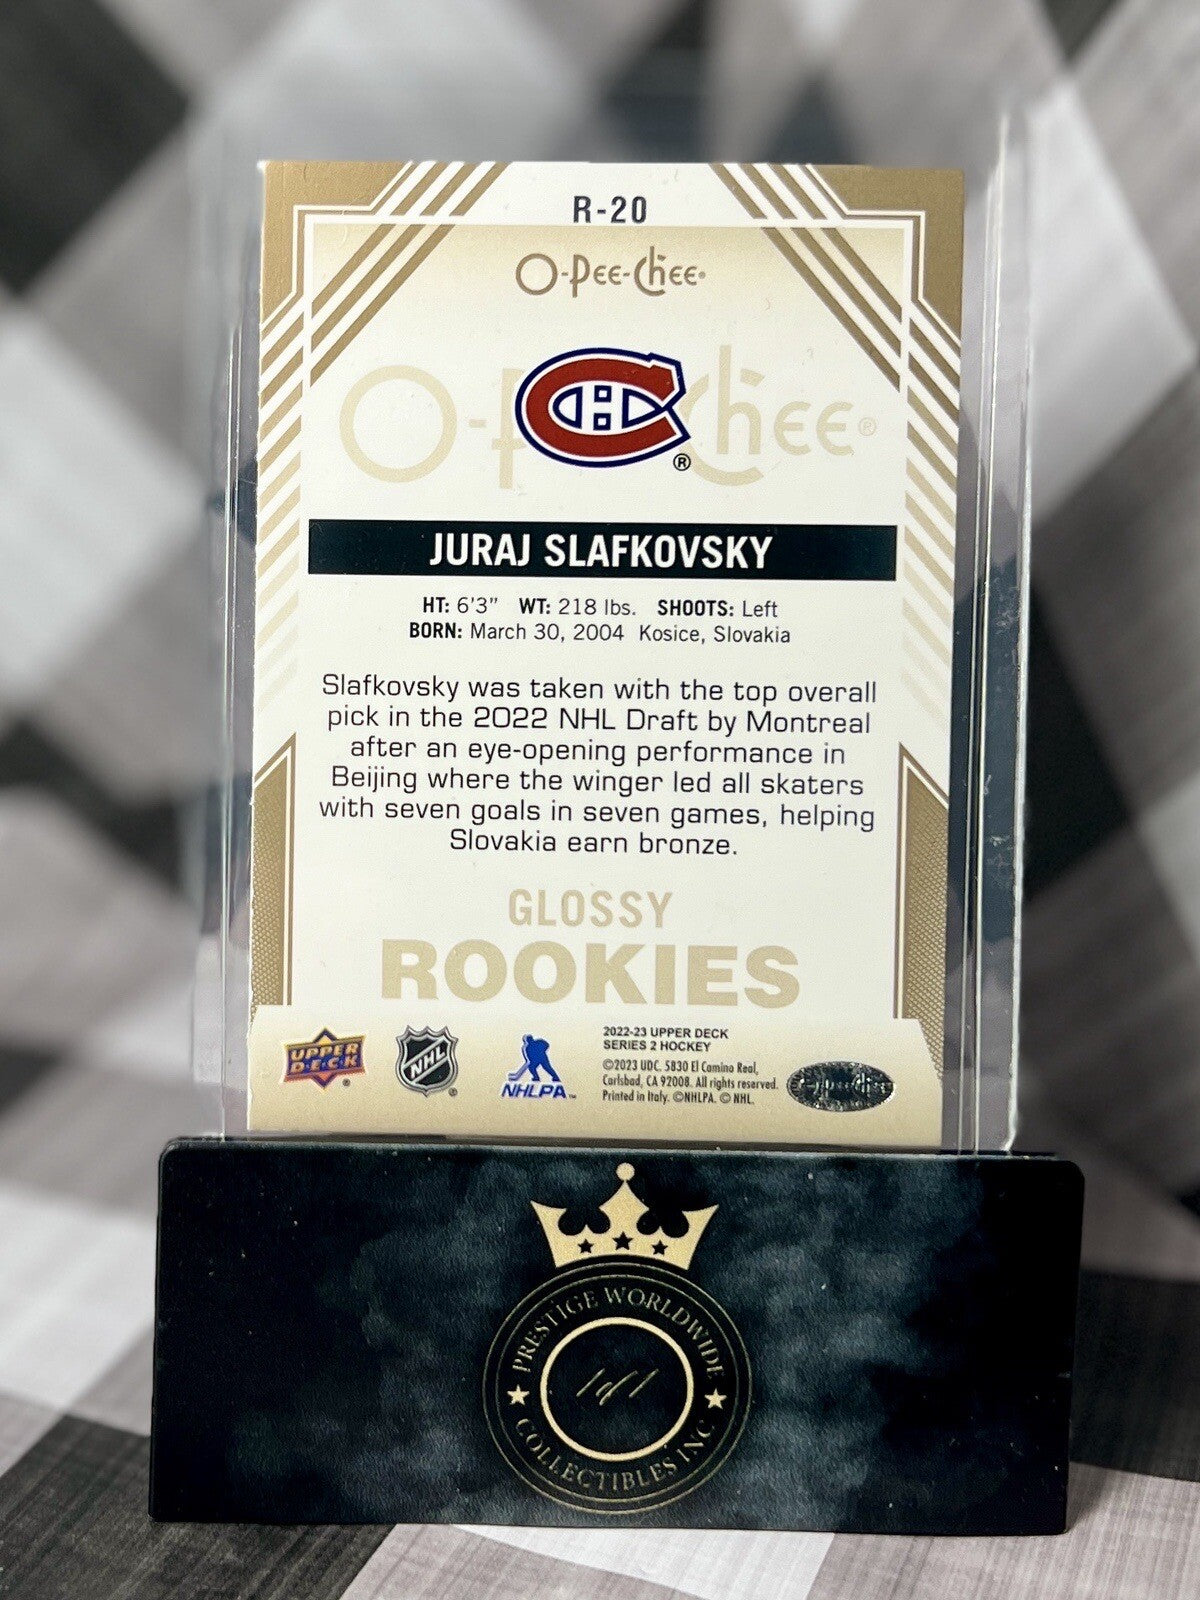 R-20
O-Pee-Chee®
O-P Chee®
®
JURAJ SLAFKOVSKY
HT: 6'3" WT: 218 lbs. SHOOTS: Left
BORN: March 30, 2004 Kosice, Slovakia
Slafkovsky was taken with the top overall
pick in the 2022 NHL Draft by Montreal
after an eye-opening performance in
Beijing where the winger led all skaters
with seven goals in seven games, helping
Slovakia earn bronze.
GLOSSY
ROOKIES
UPPER
DECK®
NHL®
NHLPA™
2022-23 UPPER DECK
SERIES 2 HOCKEY
©2023 UDC. 5830 El Camino Real,
Carlsbad, CA 92008. All rights reserved.
Printed in Italy. ©NHLPA. © NHL.
O-Pee-Chee
PRESTIGE WORLDWIDE
1 of 1
COLLECTIBLES INC.